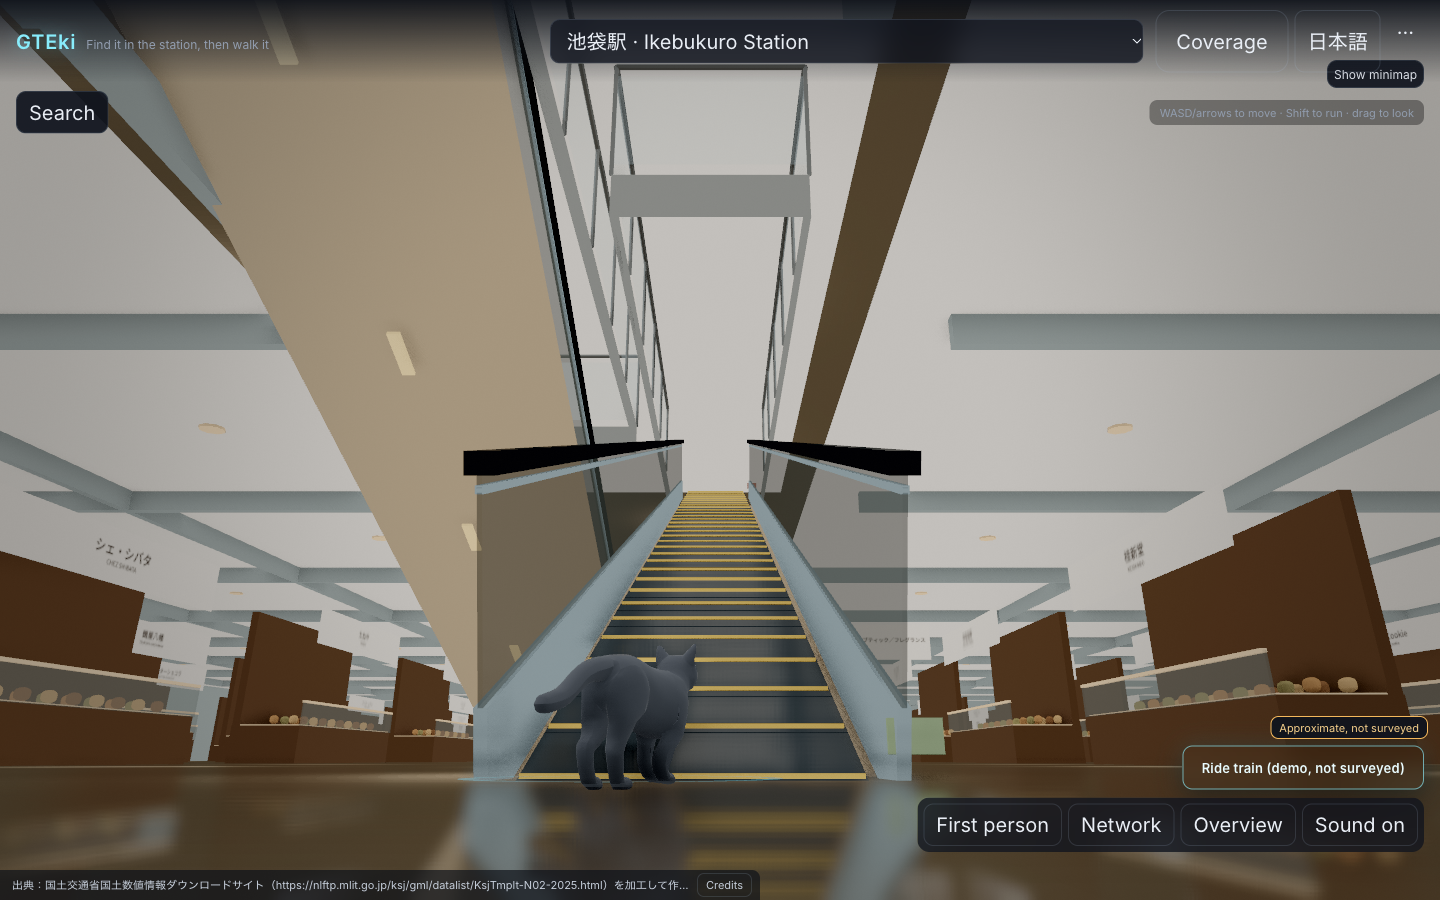 GTEki Find it in the station, then walk it
池袋駅 · Ikebukuro Station
Coverage
日本語
...
Show minimap
Search
WASD/arrows to move · Shift to run · drag to look
シェ・シバタ
CHEZ SHIBATA
Approximate, not surveyed
Ride train (demo, not surveyed)
First person
Network
Overview
Sound on
出典：国土交通省国土数値情報ダウンロードサイト（https://nlftp.mlit.go.jp/ksj/gml/datalist/KsjTmplt-N02-2025.html）を加工して作...
Credits